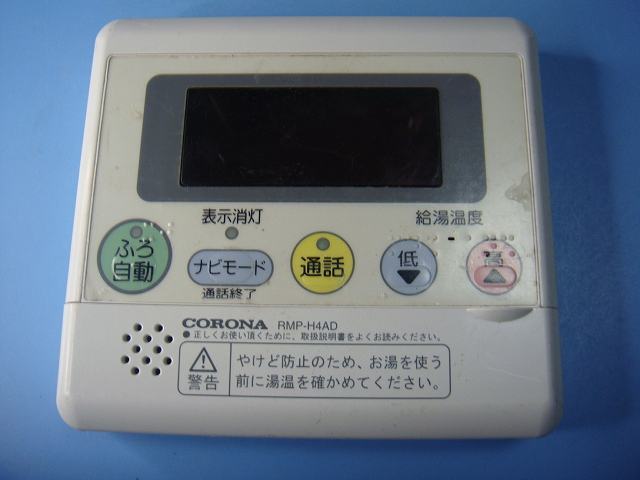 表示消灯
給湯温度
ふろ
自動
ナビモード
通話
低
高
通話終了
CORONA RMP-H4AD
●正しくお使い頂くために、取扱説明書をよくお読みください。
警告
やけど防止のため、お湯を使う
前に湯温を確かめてください。